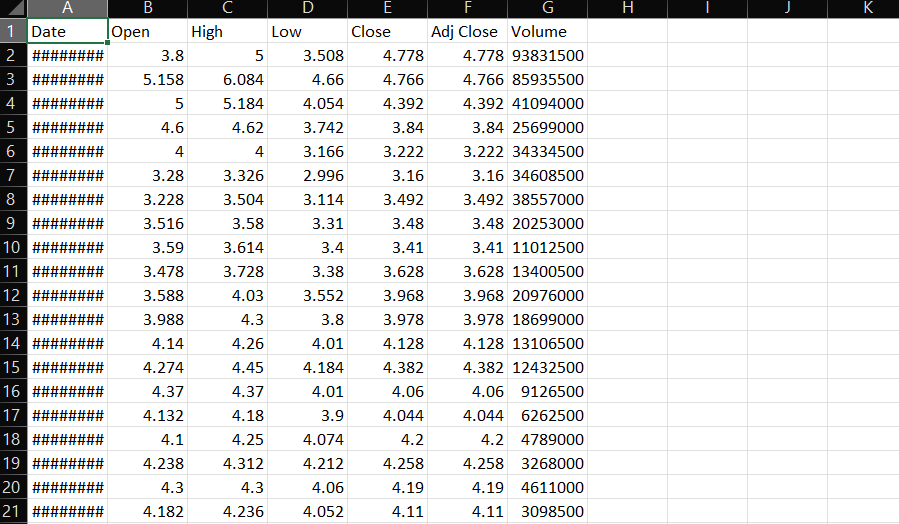 A B C D E F G H I J K
1 Date Open High Low Close Adj Close Volume
2 ######## 3.8 5 3.508 4.778 4.778 93831500
3 ######## 5.158 6.084 4.66 4.766 4.766 85935500
4 ######## 5 5.184 4.054 4.392 4.392 41094000
5 ######## 4.6 4.62 3.742 3.84 3.84 25699000
6 ######## 4 4 3.166 3.222 3.222 34334500
7 ######## 3.28 3.326 2.996 3.16 3.16 34608500
8 ######## 3.228 3.504 3.114 3.492 3.492 38557000
9 ######## 3.516 3.58 3.31 3.48 3.48 20253000
10 ######## 3.59 3.614 3.4 3.41 3.41 11012500
11 ######## 3.478 3.728 3.38 3.628 3.628 13400500
12 ######## 3.588 4.03 3.552 3.968 3.968 20976000
13 ######## 3.988 4.3 3.8 3.978 3.978 18699000
14 ######## 4.14 4.26 4.01 4.128 4.128 13106500
15 ######## 4.274 4.45 4.184 4.382 4.382 12432500
16 ######## 4.37 4.37 4.01 4.06 4.06 9126500
17 ######## 4.132 4.18 3.9 4.044 4.044 6262500
18 ######## 4.1 4.25 4.074 4.2 4.2 4789000
19 ######## 4.238 4.312 4.212 4.258 4.258 3268000
20 ######## 4.3 4.3 4.06 4.19 4.19 4611000
21 ######## 4.182 4.236 4.052 4.11 4.11 3098500